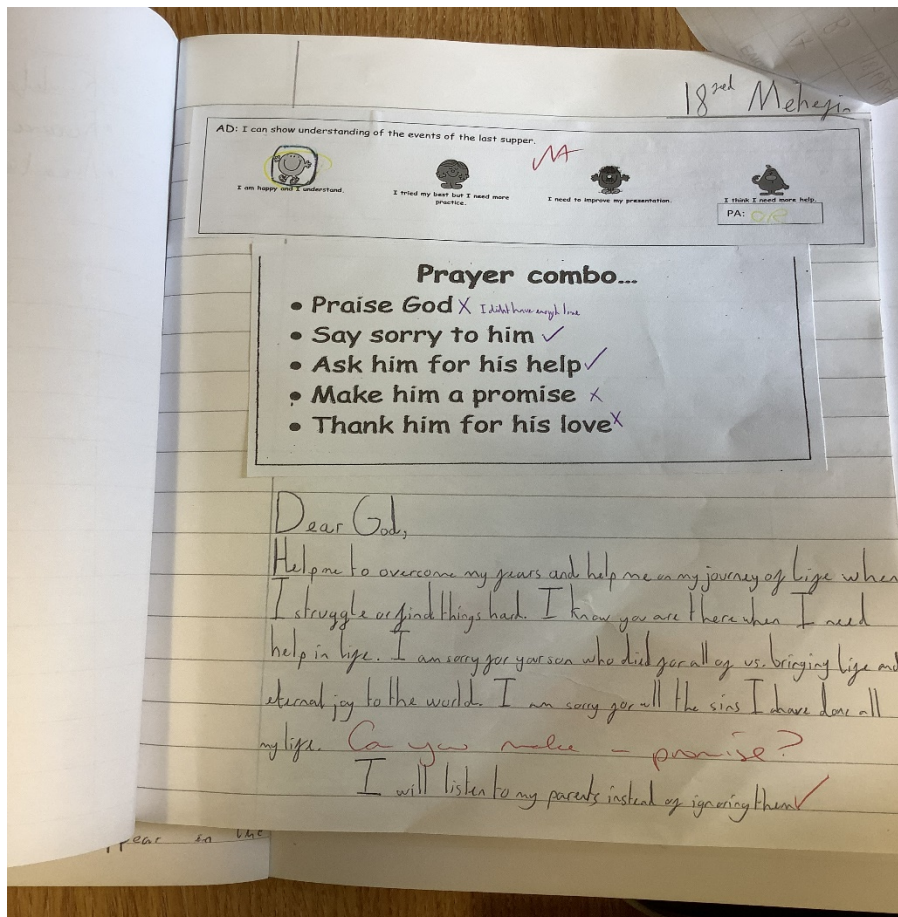 18
AD: I can show understanding of the events of the last supper.
I am happy and I understand.
I tried my best but I need more practice.
I need to improve my presentation.
I think I need more help.
PA:
Prayer combo...
• Praise God X I didn't have enough time
• Say sorry to him ✓
• Ask him for his help ✓
• Make him a promise X
• Thank him for his love X
Dear God,
Help me to overcome my fears and help me on my journey of life when
I struggle or find things hard. I know you are there when I need
help in life. I am sorry for your son who died for all of us. bringing life and
eternal joy to the world. I am sorry for all the sins I have done all
my life. Can you make a promise?
I will listen to my parents instead of ignoring them ✓